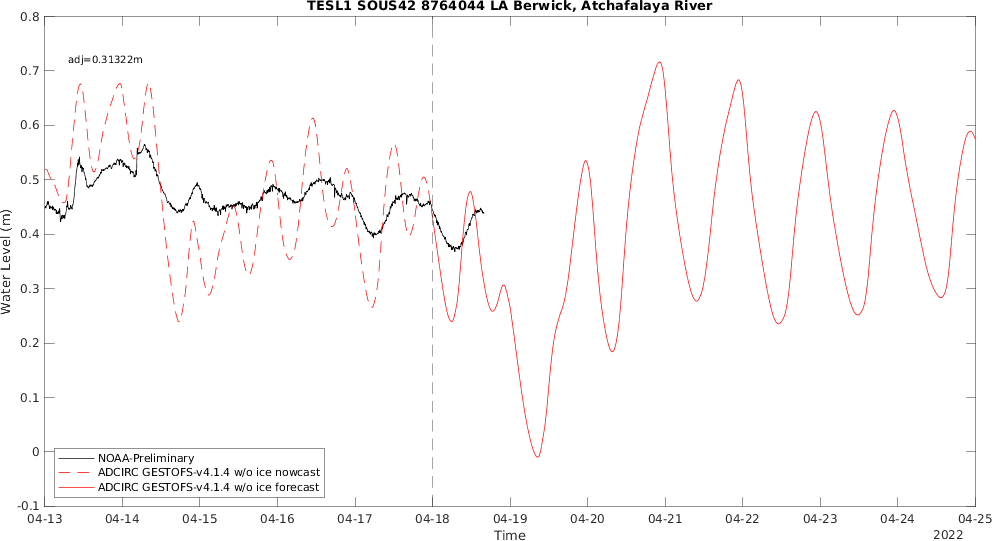 TESL1 SOUS42 8764044 LA Berwick, Atchafalaya River
adj=0.31322m
Water Level (m)
0.8
0.7
0.6
0.5
0.4
0.3
0.2
0.1
0
-0.1
NOAA-Preliminary
ADCIRC GESTOFS-v4.1.4 w/o ice nowcast
ADCIRC GESTOFS-v4.1.4 w/o ice forecast
04-13 04-14 04-15 04-16 04-17 04-18 04-19 04-20 04-21 04-22 04-23 04-24 04-25
Time
2022